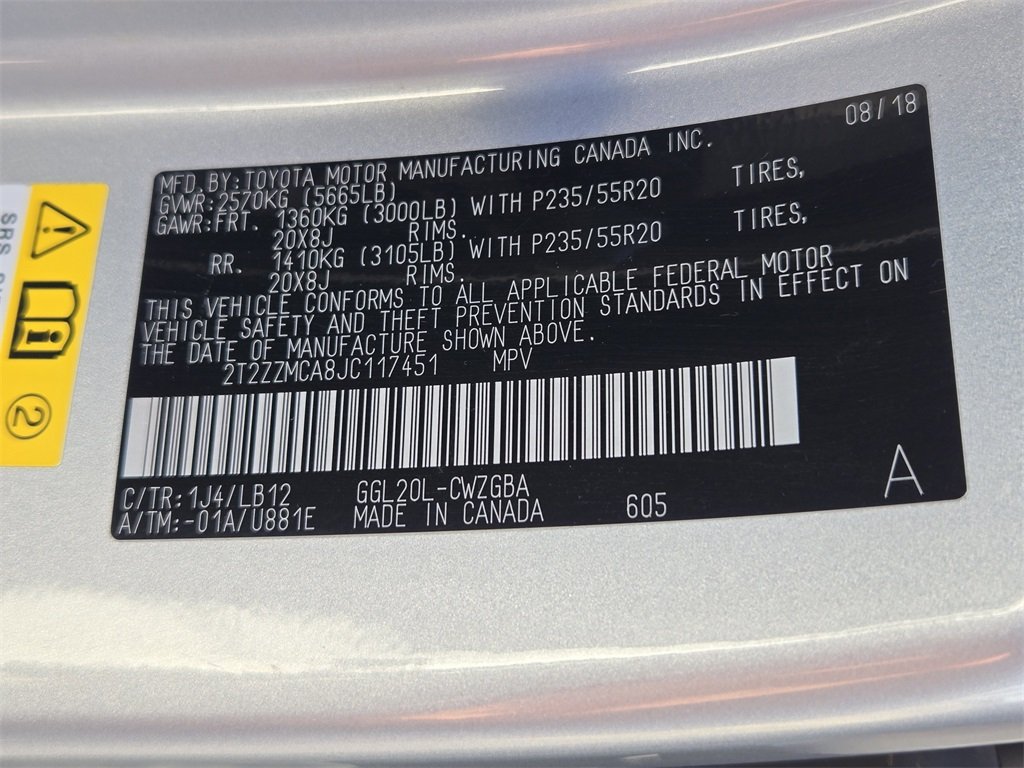 08/18
MFD.BY:TOYOTA MOTOR MANUFACTURING CANADA INC.
GVWR:2570KG (5665LB)
GAWR:FRT. 1360KG (3000LB) WITH P235/55R20 TIRES,
20X8J RIMS.
RR. 1410KG (3105LB) WITH P235/55R20 TIRES,
20X8J RIMS.
THIS VEHICLE CONFORMS TO ALL APPLICABLE FEDERAL MOTOR
VEHICLE SAFETY AND THEFT PREVENTION STANDARDS IN EFFECT ON
THE DATE OF MANUFACTURE SHOWN ABOVE.
2T2ZZMCA8JC117451 MPV
C/TR:1J4/LB12 GGL20L-CWZGBA
A/TM:-01A/U881E MADE IN CANADA 605
A
SRS
2